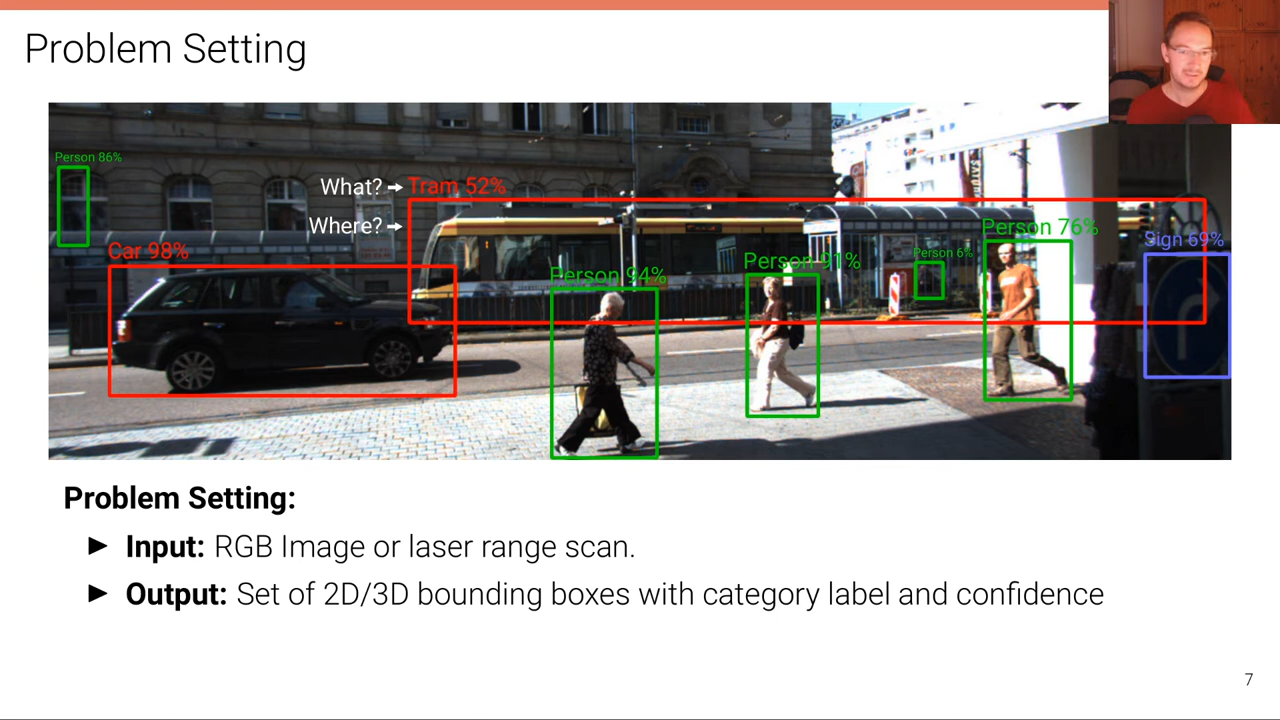 Problem Setting
Person 86%
What? → Tram 52%
Where? →
Car 98%
Person 94%
Person 91%
Person 6%
Person 76%
Sign 69%
Problem Setting:
► Input: RGB Image or laser range scan.
► Output: Set of 2D/3D bounding boxes with category label and confidence
7